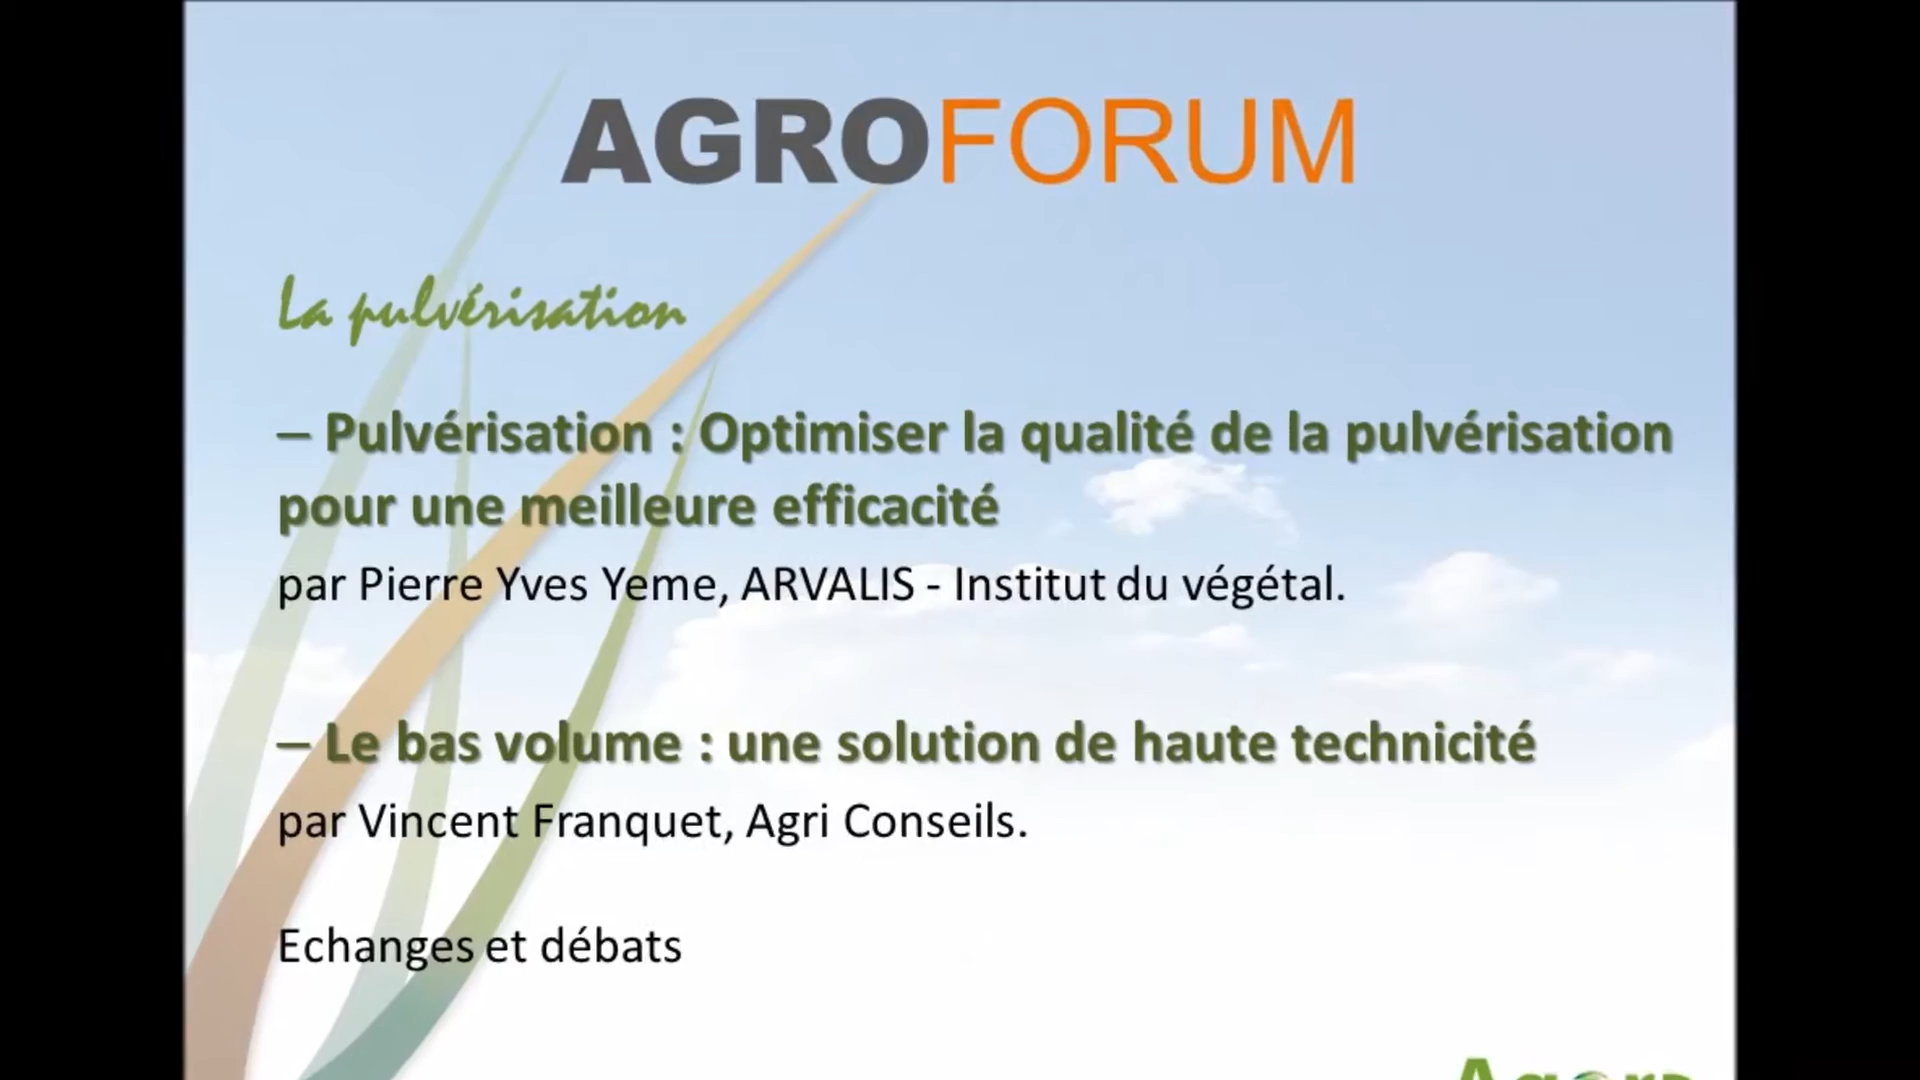 AGROFORUM
La pulvérisation
– Pulvérisation : Optimiser la qualité de la pulvérisation
pour une meilleure efficacité
par Pierre Yves Yeme, ARVALIS - Institut du végétal.
– Le bas volume : une solution de haute technicité
par Vincent Franquet, Agri Conseils.
Echanges et débats